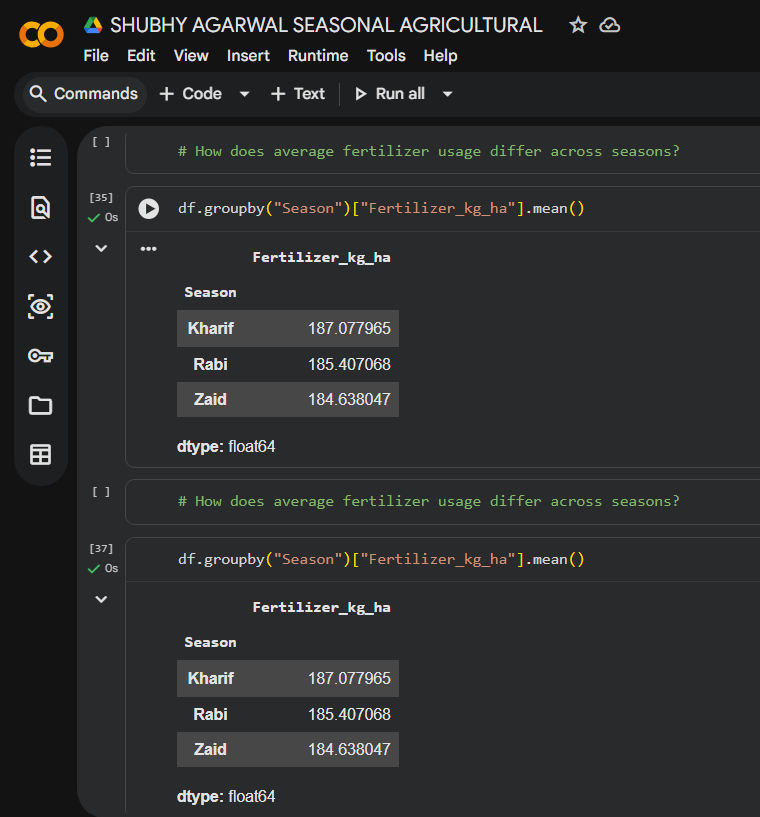 SHUBHY AGARWAL SEASONAL AGRICULTURAL
File Edit View Insert Runtime Tools Help
Commands + Code + Text Run all
[ ]
# How does average fertilizer usage differ across seasons?
[35]
0s
df.groupby("Season")["Fertilizer_kg_ha"].mean()
Fertilizer_kg_ha
Season
Kharif 187.077965
Rabi 185.407068
Zaid 184.638047
dtype: float64
[ ]
# How does average fertilizer usage differ across seasons?
[37]
0s
df.groupby("Season")["Fertilizer_kg_ha"].mean()
Fertilizer_kg_ha
Season
Kharif 187.077965
Rabi 185.407068
Zaid 184.638047
dtype: float64